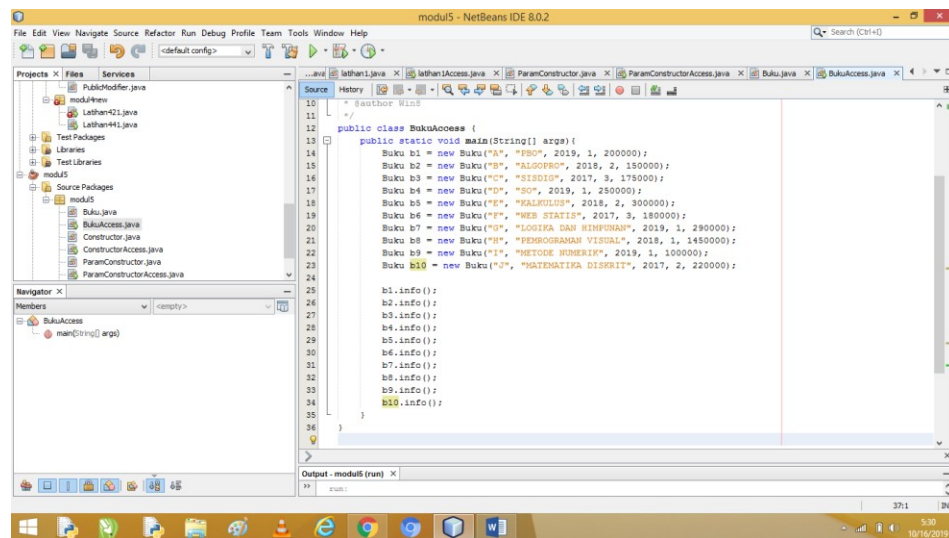 modul5 - NetBeans IDE 8.0.2
File Edit View Navigate Source Refactor Run Debug Profile Team Tools Window Help
Search (Ctrl+I)
<default config>
Projects Files Services
PublicModifier.java
modul4new
Latihan421.java
Latihan441.java
Test Packages
Libraries
Test Libraries
modul5
Source Packages
modul5
Buku.java
BukuAccess.java
Constructor.java
ConstructorAccess.java
ParamConstructor.java
ParamConstructorAccess.java
Navigator
Members <empty>
BukuAccess
main(String[] args)
...ava lathan1.java lathan1Access.java ParamConstructor.java ParamConstructorAccess.java Buku.java BukuAccess.java
Source History
10 * @author Win8
11 */
12 public class BukuAccess {
13 public static void main(String[] args){
14 Buku b1 = new Buku("A", "PBO", 2019, 1, 200000);
15 Buku b2 = new Buku("B", "ALGOPRO", 2018, 2, 150000);
16 Buku b3 = new Buku("C", "SISDIG", 2017, 3, 175000);
17 Buku b4 = new Buku("D", "SO", 2019, 1, 250000);
18 Buku b5 = new Buku("E", "KALKULUS", 2018, 2, 300000);
19 Buku b6 = new Buku("F", "WEB STATIS", 2017, 3, 180000);
20 Buku b7 = new Buku("G", "LOGIKA DAN HIMPUNAN", 2019, 1, 290000);
21 Buku b8 = new Buku("H", "PEMROGRAMAN VISUAL", 2018, 1, 1450000);
22 Buku b9 = new Buku("I", "METODE NUMERIK", 2019, 1, 100000);
23 Buku b10 = new Buku("J", "MATEMATIKA DISKRIT", 2017, 2, 220000);
24
25 b1.info();
26 b2.info();
27 b3.info();
28 b4.info();
29 b5.info();
30 b6.info();
31 b7.info();
32 b8.info();
33 b9.info();
34 b10.info();
35 }
36 }
Output - modul5 (run)
run:
37:1 IN
5:30
10/16/2019